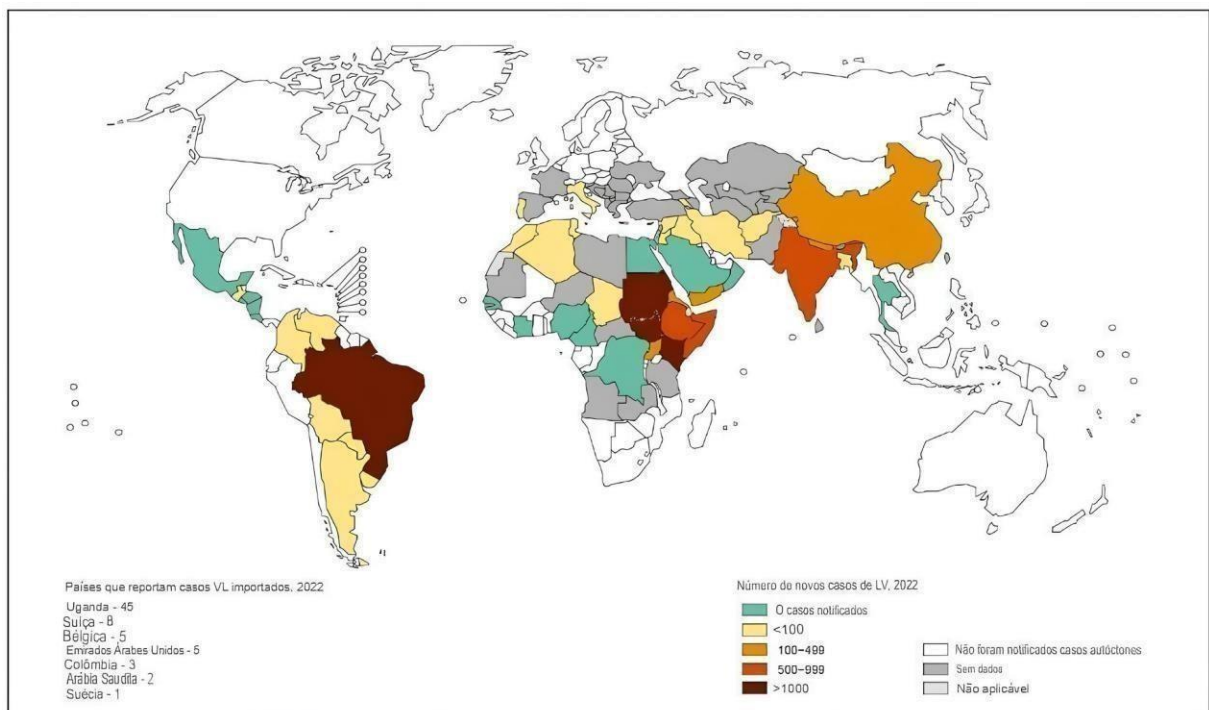 Países que reportam casos VL importados, 2022
Uganda - 45
Suíça - 8
Bélgica - 5
Emirados Árabes Unidos - 5
Colômbia - 3
Arábia Saudita - 2
Suécia - 1
Número de novos casos de LV, 2022
0 casos notificados
<100
100–499
500–999
>1000
Não foram notificados casos autóctones
Sem dados
Não aplicável